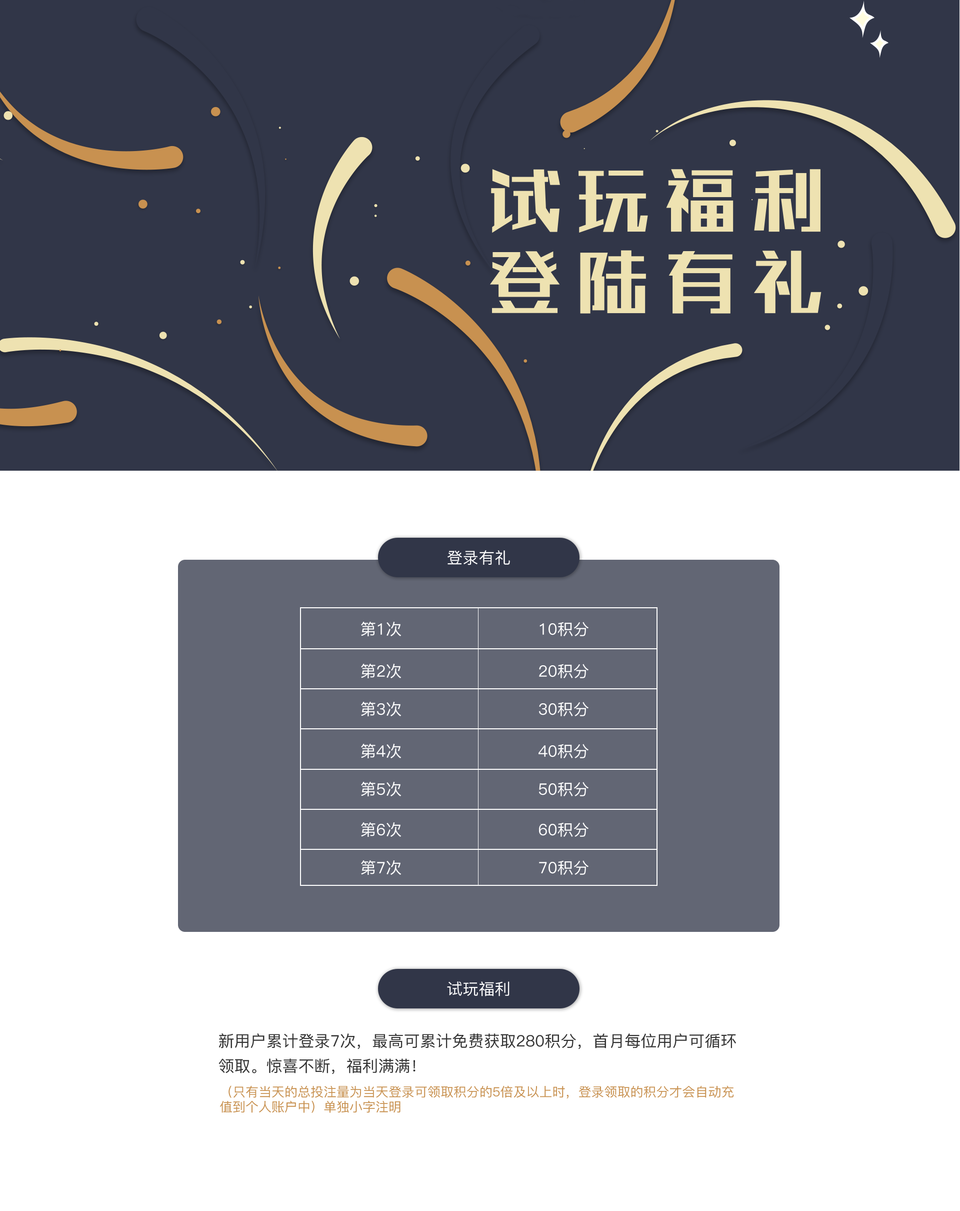 试玩福利
登陆有礼
登录有礼
第1次 10积分
第2次 20积分
第3次 30积分
第4次 40积分
第5次 50积分
第6次 60积分
第7次 70积分
试玩福利
新用户累计登录7次，最高可累计免费获取280积分，首月每位用户可循环
领取。惊喜不断，福利满满！
（只有当天的总投注量为当天登录可领取积分的5倍及以上时，登录领取的积分才会自动充
值到个人账户中）单独小字注明